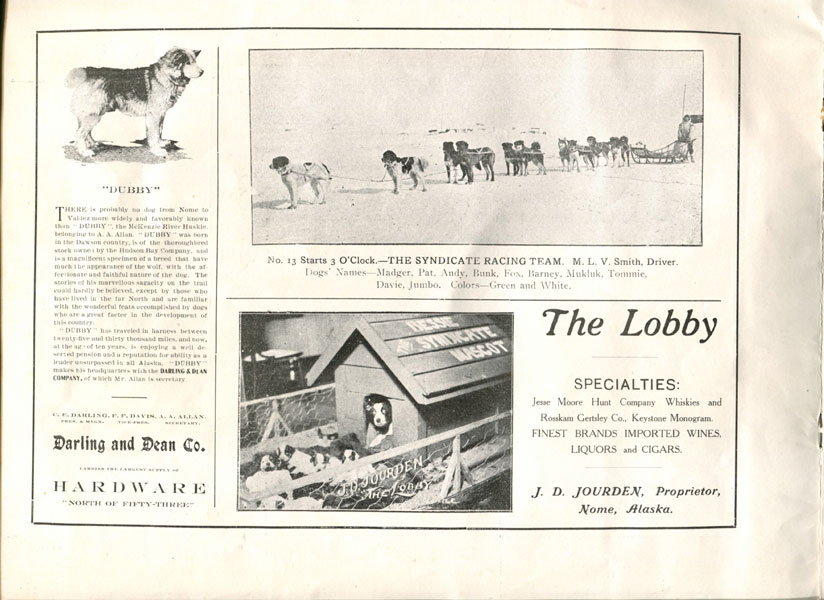 "DUBBY"
THERE is probably no dog from Nome to
Valdez more widely and favorably known
than "DUBBY", the McKenzie River Huskie,
belonging to A. A. Allan. "DUBBY" was born
in the Dawson country, is of the thoroughbred
stock owned by the Hudson Bay Company, and
is a magnificent specimen of a breed that have
much the appearance of the wolf, with the af-
fectionate and faithful nature of the dog. The
stories of his marvellous sagacity on the trail
could hardly be believed, except by those who
have lived in the far North and are familiar
with the wonderful feats accomplished by dogs
who are a great factor in the development of
this country.
"DUBBY" has traveled in harness between
twenty-five and thirty thousand miles, and now,
at the age of ten years, is enjoying a well de-
served pension and a reputation for ability as a
leader unsurpassed in all Alaska. "DUBBY"
makes his headquarters with the DARLING & DEAN
COMPANY, of which Mr. Allan is secretary
C. E. DARLING, F. P. DAVIS, A. A. ALLAN,
PRES. & MANG. VICE-PRES. SECRETARY.
Darling and Dean Co.
CARRIES THE LARGEST SUPPLY OF
HARDWARE
"NORTH OF FIFTY-THREE"
No. 13 Starts 3 O'Clock.—THE SYNDICATE RACING TEAM. M. L. V. Smith, Driver.
Dogs' Names—Madger, Pat, Andy, Bunk, Fox, Barney, Mukluk, Tommie,
Davie, Jumbo. Colors—Green and White.
SYNDICATE
MASCOT
J.D. JOURDEN
THE LOBBY
The Lobby
SPECIALTIES:
Jesse Moore Hunt Company Whiskies and
Rosskam Gertsley Co., Keystone Monogram.
FINEST BRANDS IMPORTED WINES,
LIQUORS and CIGARS.
J. D. JOURDEN, Proprietor,
Nome, Alaska.